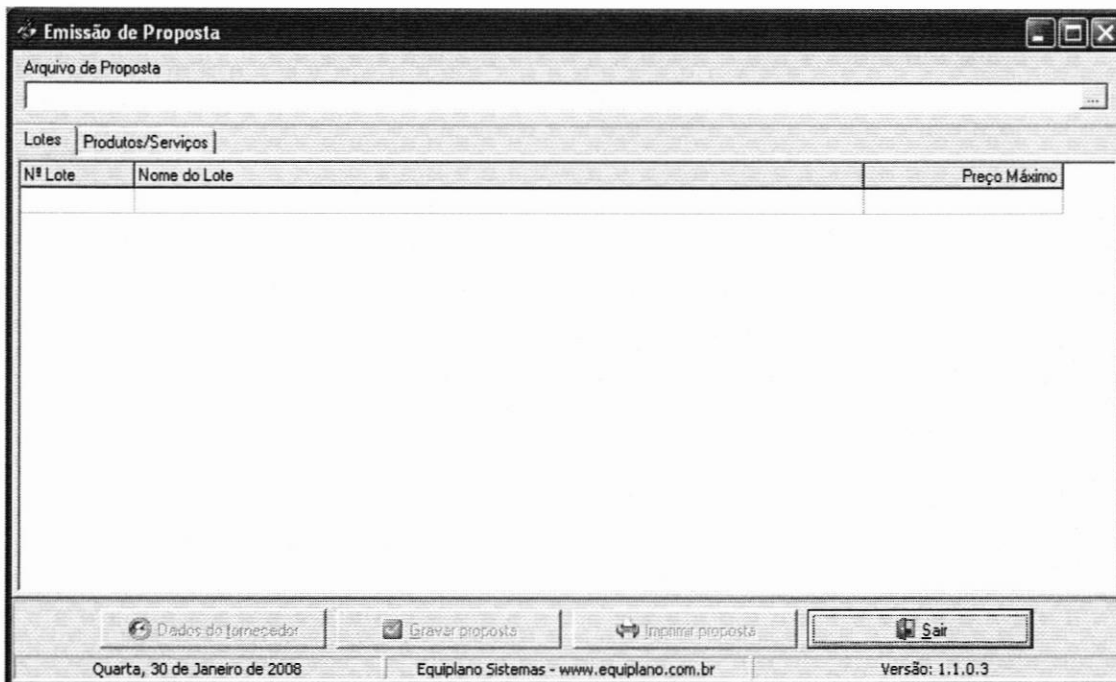 Emissão de Proposta
Arquivo de Proposta
...
Lotes Produtos/Serviços
Nº Lote Nome do Lote Preço Máximo
Dados do fornecedor Gravar proposta Imprimir proposta Sair
Quarta, 30 de Janeiro de 2008 Equiplano Sistemas - www.equiplano.com.br Versão: 1.1.0.3